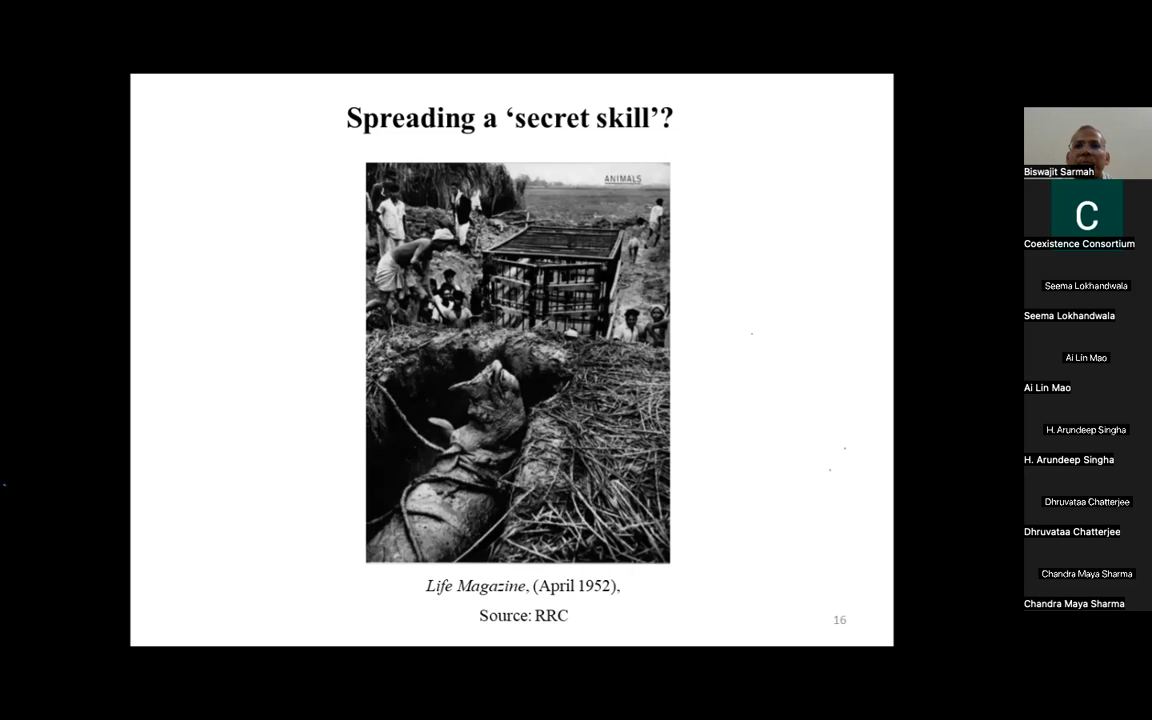 Spreading a ‘secret skill’?
ANIMALS
Life Magazine, (April 1952),
Source: RRC
16
Biswajit Sarmah
C
Coexistence Consortium
Seema Lokhandwala
Seema Lokhandwala
Ai Lin Mao
Ai Lin Mao
H. Arundeep Singha
H. Arundeep Singha
Dhruvataa Chatterjee
Dhruvataa Chatterjee
Chandra Maya Sharma
Chandra Maya Sharma